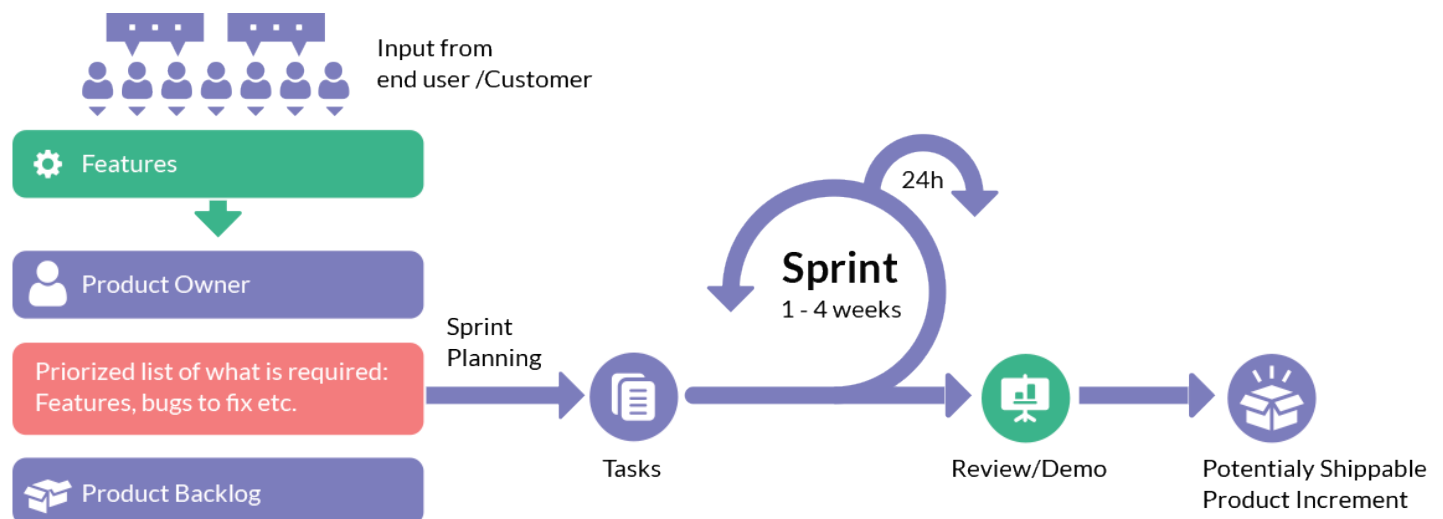 Input from
end user /Customer
Features
Product Owner
Priorized list of what is required:
Features, bugs to fix etc.
Product Backlog
Sprint
Planning
Tasks
24h
Sprint
1 - 4 weeks
Review/Demo
Potentialy Shippable
Product Increment